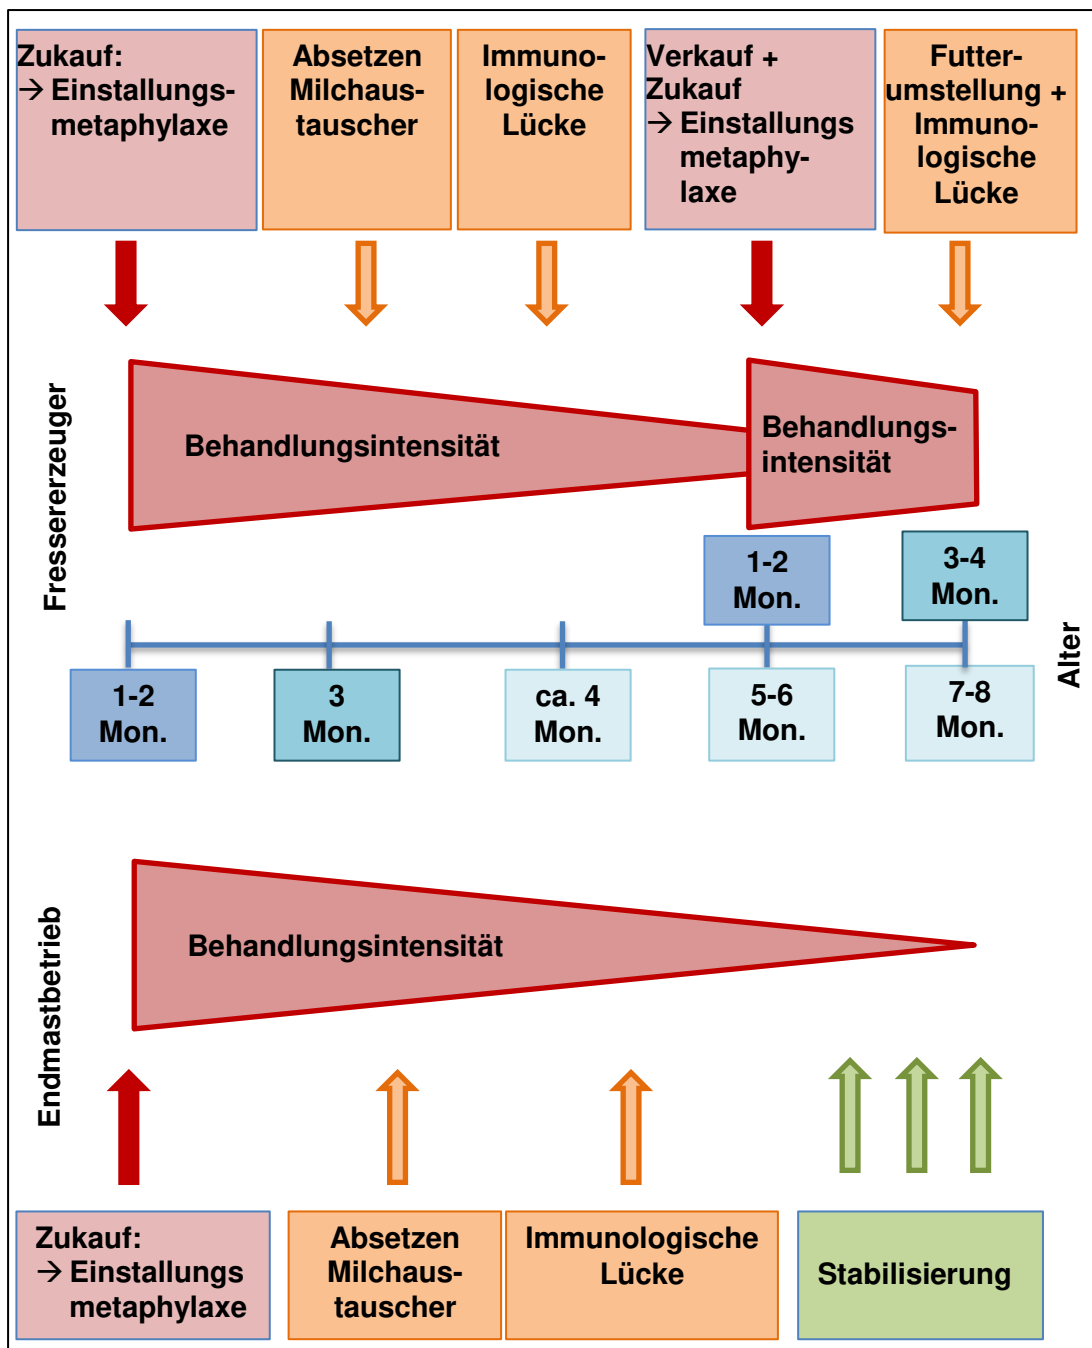 Zukauf:
→ Einstallungs-
metaphylaxe
Absetzen
Milchaus-
tauscher
Immuno-
logische
Lücke
Verkauf +
Zukauf
→ Einstallungs
metaphy-
laxe
Futter-
umstellung +
Immuno-
logische
Lücke
Fressererzeuger
Behandlungsintensität
Behandlungs-
intensität
1-2
Mon.
3-4
Mon.
Alter
1-2
Mon.
3
Mon.
ca. 4
Mon.
5-6
Mon.
7-8
Mon.
Endmastbetrieb
Behandlungsintensität
Zukauf:
→ Einstallungs
metaphylaxe
Absetzen
Milchaus-
tauscher
Immunologische
Lücke
Stabilisierung